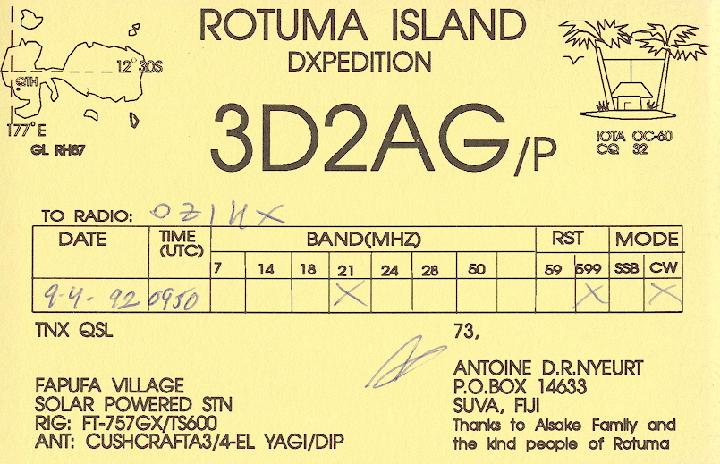 ROTUMA ISLAND
DXPEDITION
QTH
12° 30S
177° E
GL RH87
3D2AG/P
IOTA OC-60
CQ 32
TO RADIO: OZ1HX
DATE TIME (UTC) BAND(MHZ) RST MODE
7 14 18 21 24 28 50 59 599 SSB CW
9-4-92 0950 X X X
TNX QSL 73,
FAPUFA VILLAGE
SOLAR POWERED STN
RIG: FT-757GX/TS600
ANT: CUSHCRAFTA3/4-EL YAGI/DIP
ANTOINE D.R.NYEURT
P.O.BOX 14633
SUVA, FIJI
Thanks to Alsake Family and
the kind people of Rotuma